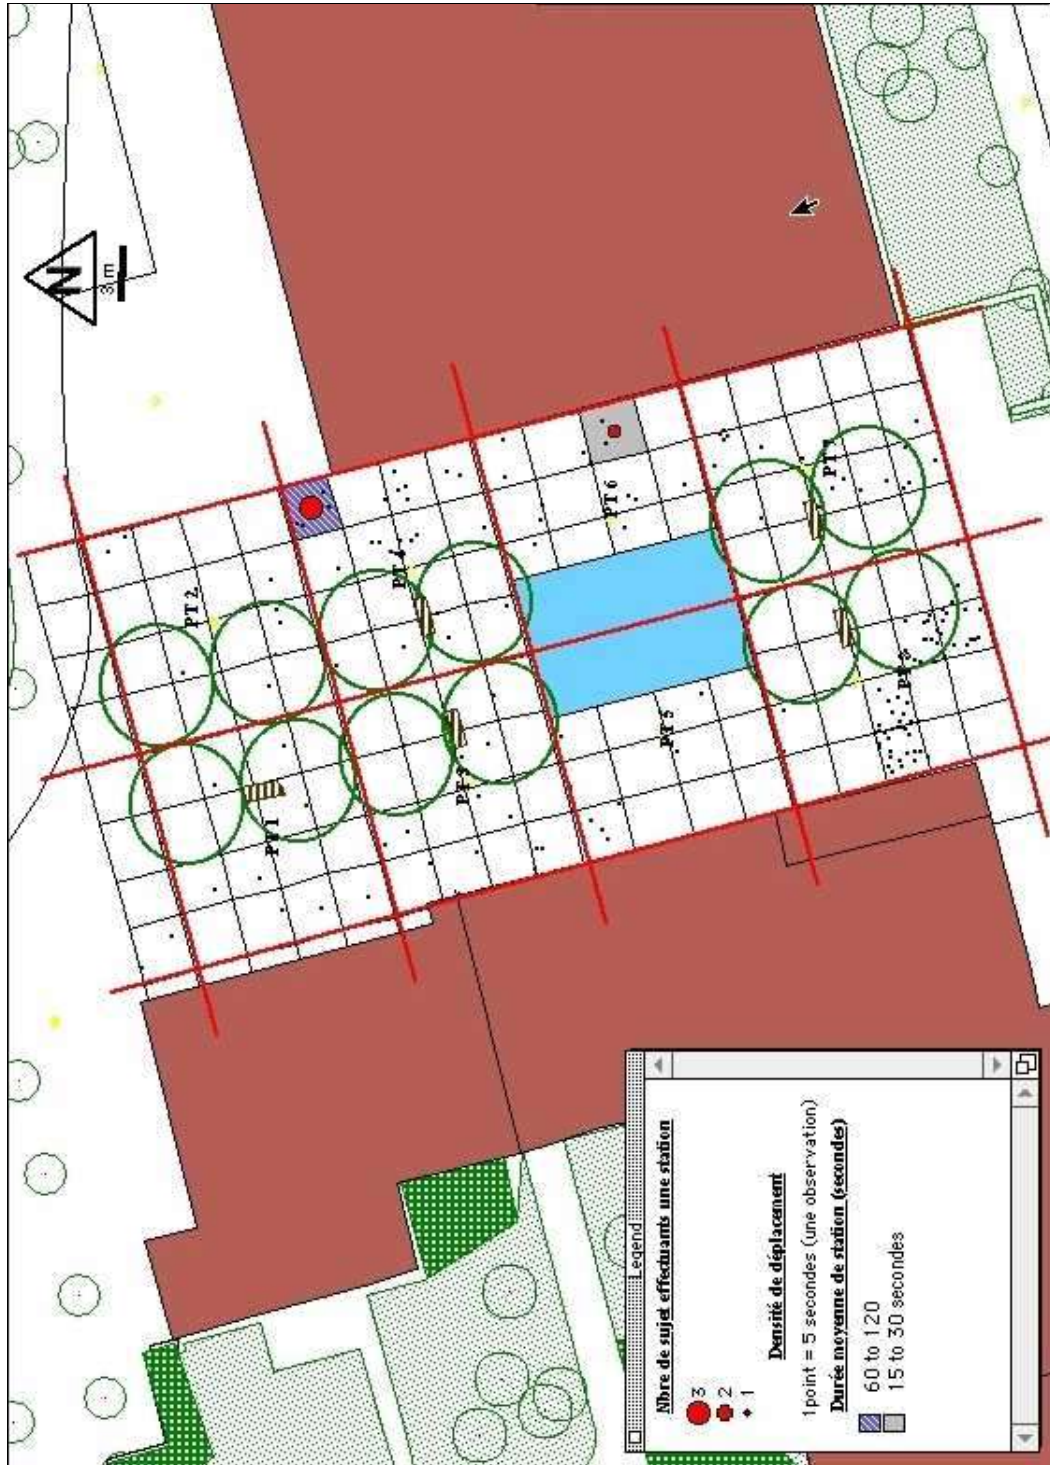 N
3 m
PT 2
PT 1
PT 4
PT 3
PT 6
PT 5
PT 7
PT 8
Legend
Nbre de sujet effectuants une station
3
2
1
Densité de déplacement
1point = 5 secondes (une observation)
Durée moyenne de station (secondes)
60 to 120
15 to 30 secondes